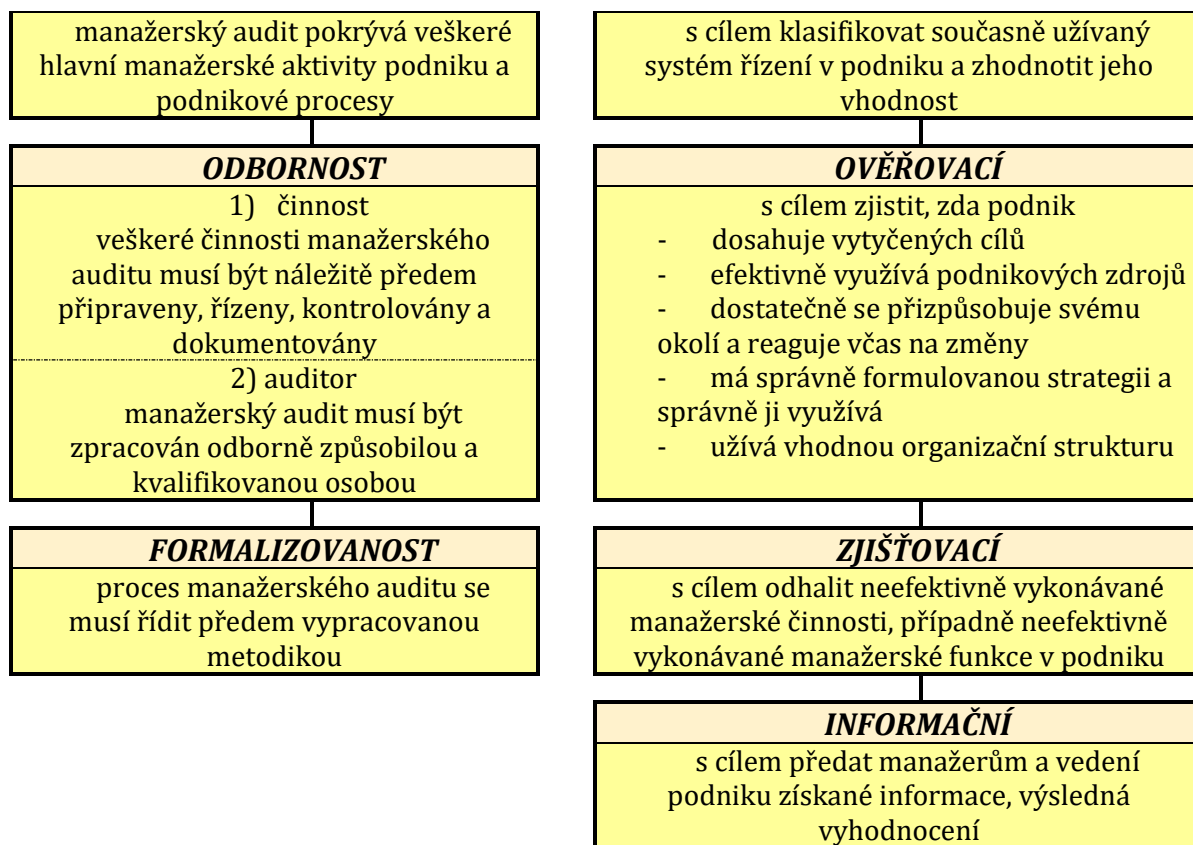 manažerský audit pokrývá veškeré
hlavní manažerské aktivity podniku a
podnikové procesy
ODBORNOST
1) činnost
veškeré činnosti manažerského
auditu musí být náležitě předem
připraveny, řízeny, kontrolovány a
dokumentovány
2) auditor
manažerský audit musí být
zpracován odborně způsobilou a
kvalifikovanou osobou
FORMALIZOVANOST
proces manažerského auditu se
musí řídit předem vypracovanou
metodikou
s cílem klasifikovat současně užívaný
systém řízení v podniku a zhodnotit jeho
vhodnost
OVĚŘOVACÍ
s cílem zjistit, zda podnik
- dosahuje vytyčených cílů
- efektivně využívá podnikových zdrojů
- dostatečně se přizpůsobuje svému
okolí a reaguje včas na změny
- má správně formulovanou strategii a
správně ji využívá
- užívá vhodnou organizační strukturu
ZJIŠŤOVACÍ
s cílem odhalit neefektivně vykonávané
manažerské činnosti, případně neefektivně
vykonávané manažerské funkce v podniku
INFORMAČNÍ
s cílem předat manažerům a vedení
podniku získané informace, výsledná
vyhodnocení